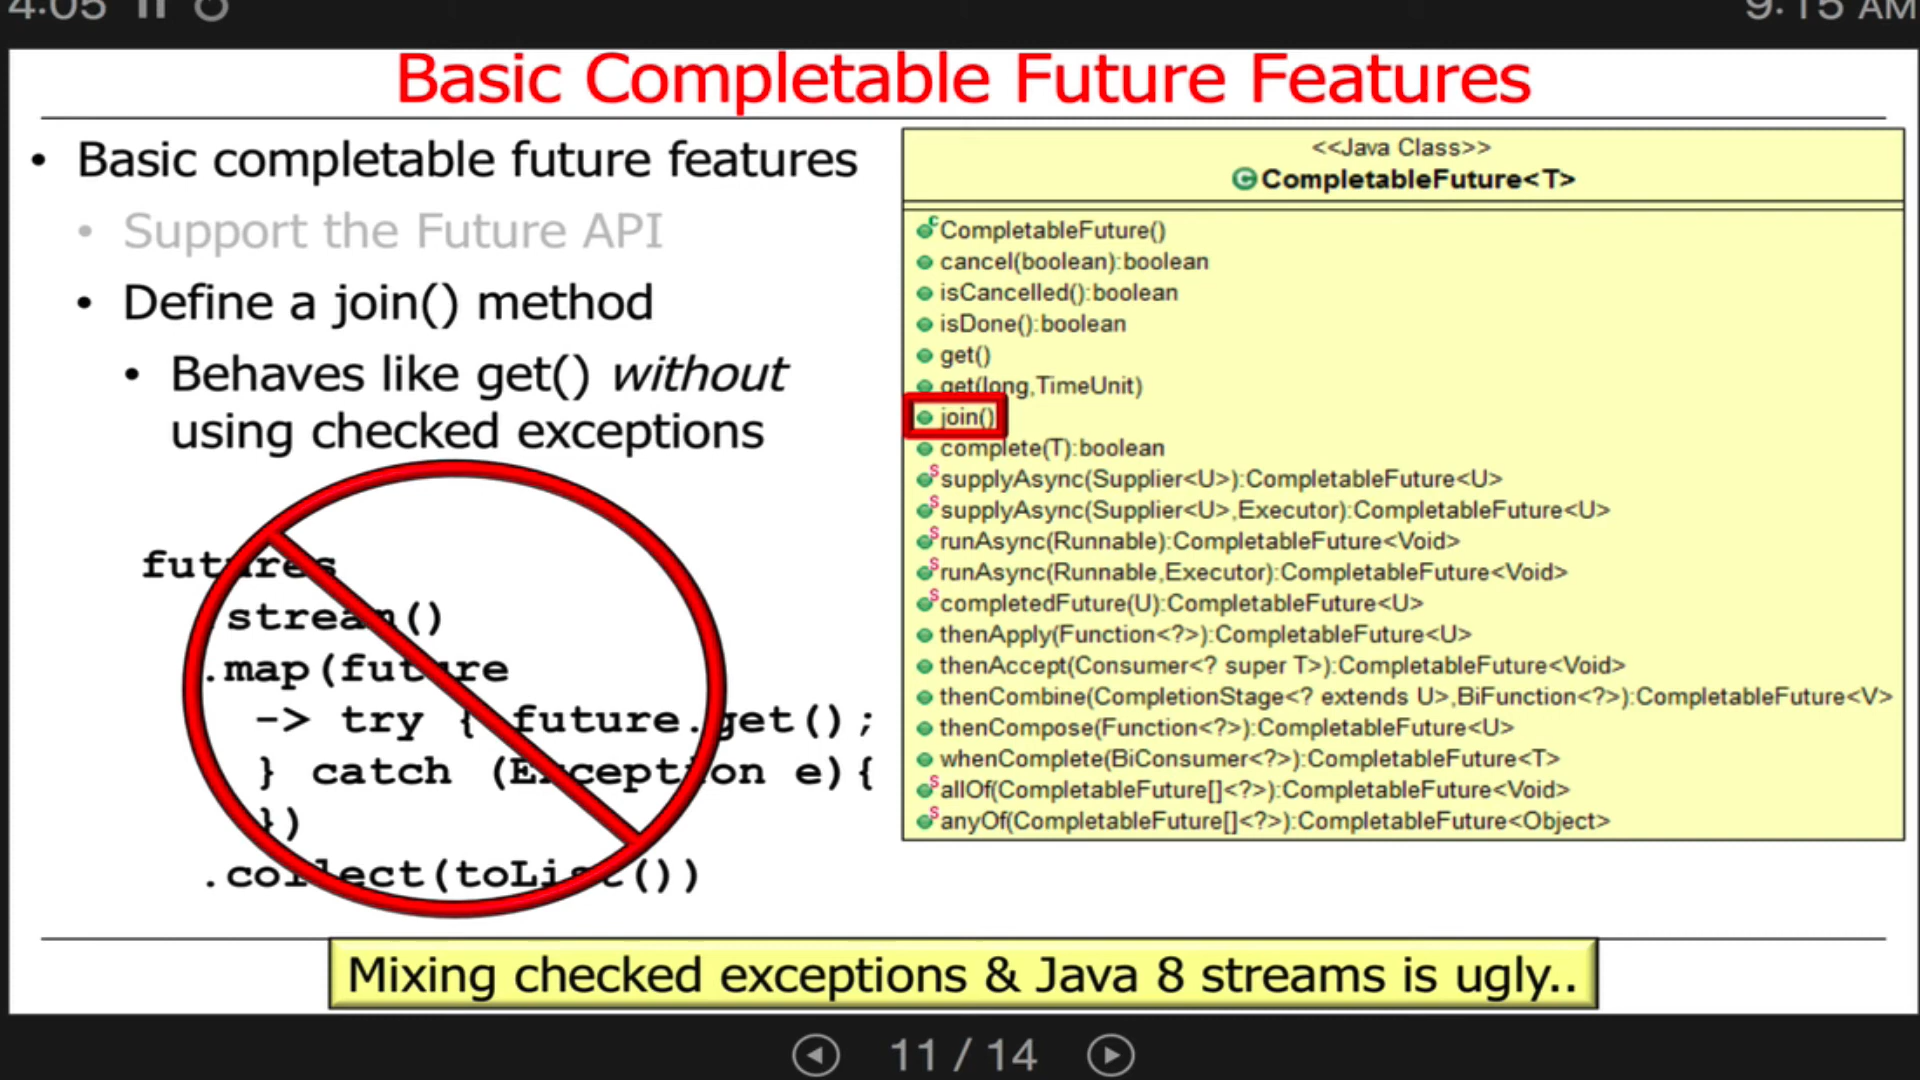 4:05
9:15 AM
Basic Completable Future Features
• Basic completable future features
• Support the Future API
• Define a join() method
• Behaves like get() without
using checked exceptions
futures
stream()
.map(future
-> try { future.get();
} catch (Exception e){
})
.collect(toList())
<<Java Class>>
CompletableFuture<T>
CompletableFuture()
cancel(boolean):boolean
isCancelled():boolean
isDone():boolean
get()
get(long,TimeUnit)
join()
complete(T):boolean
supplyAsync(Supplier<U>):CompletableFuture<U>
supplyAsync(Supplier<U>,Executor):CompletableFuture<U>
runAsync(Runnable):CompletableFuture<Void>
runAsync(Runnable,Executor):CompletableFuture<Void>
completedFuture(U):CompletableFuture<U>
thenApply(Function<?>):CompletableFuture<U>
thenAccept(Consumer<? super T>):CompletableFuture<Void>
thenCombine(CompletionStage<? extends U>,BiFunction<?>):CompletableFuture<V>
thenCompose(Function<?>):CompletableFuture<U>
whenComplete(BiConsumer<?>):CompletableFuture<T>
allOf(CompletableFuture[]<?>):CompletableFuture<Void>
anyOf(CompletableFuture[]<?>):CompletableFuture<Object>
Mixing checked exceptions & Java 8 streams is ugly..
11 / 14